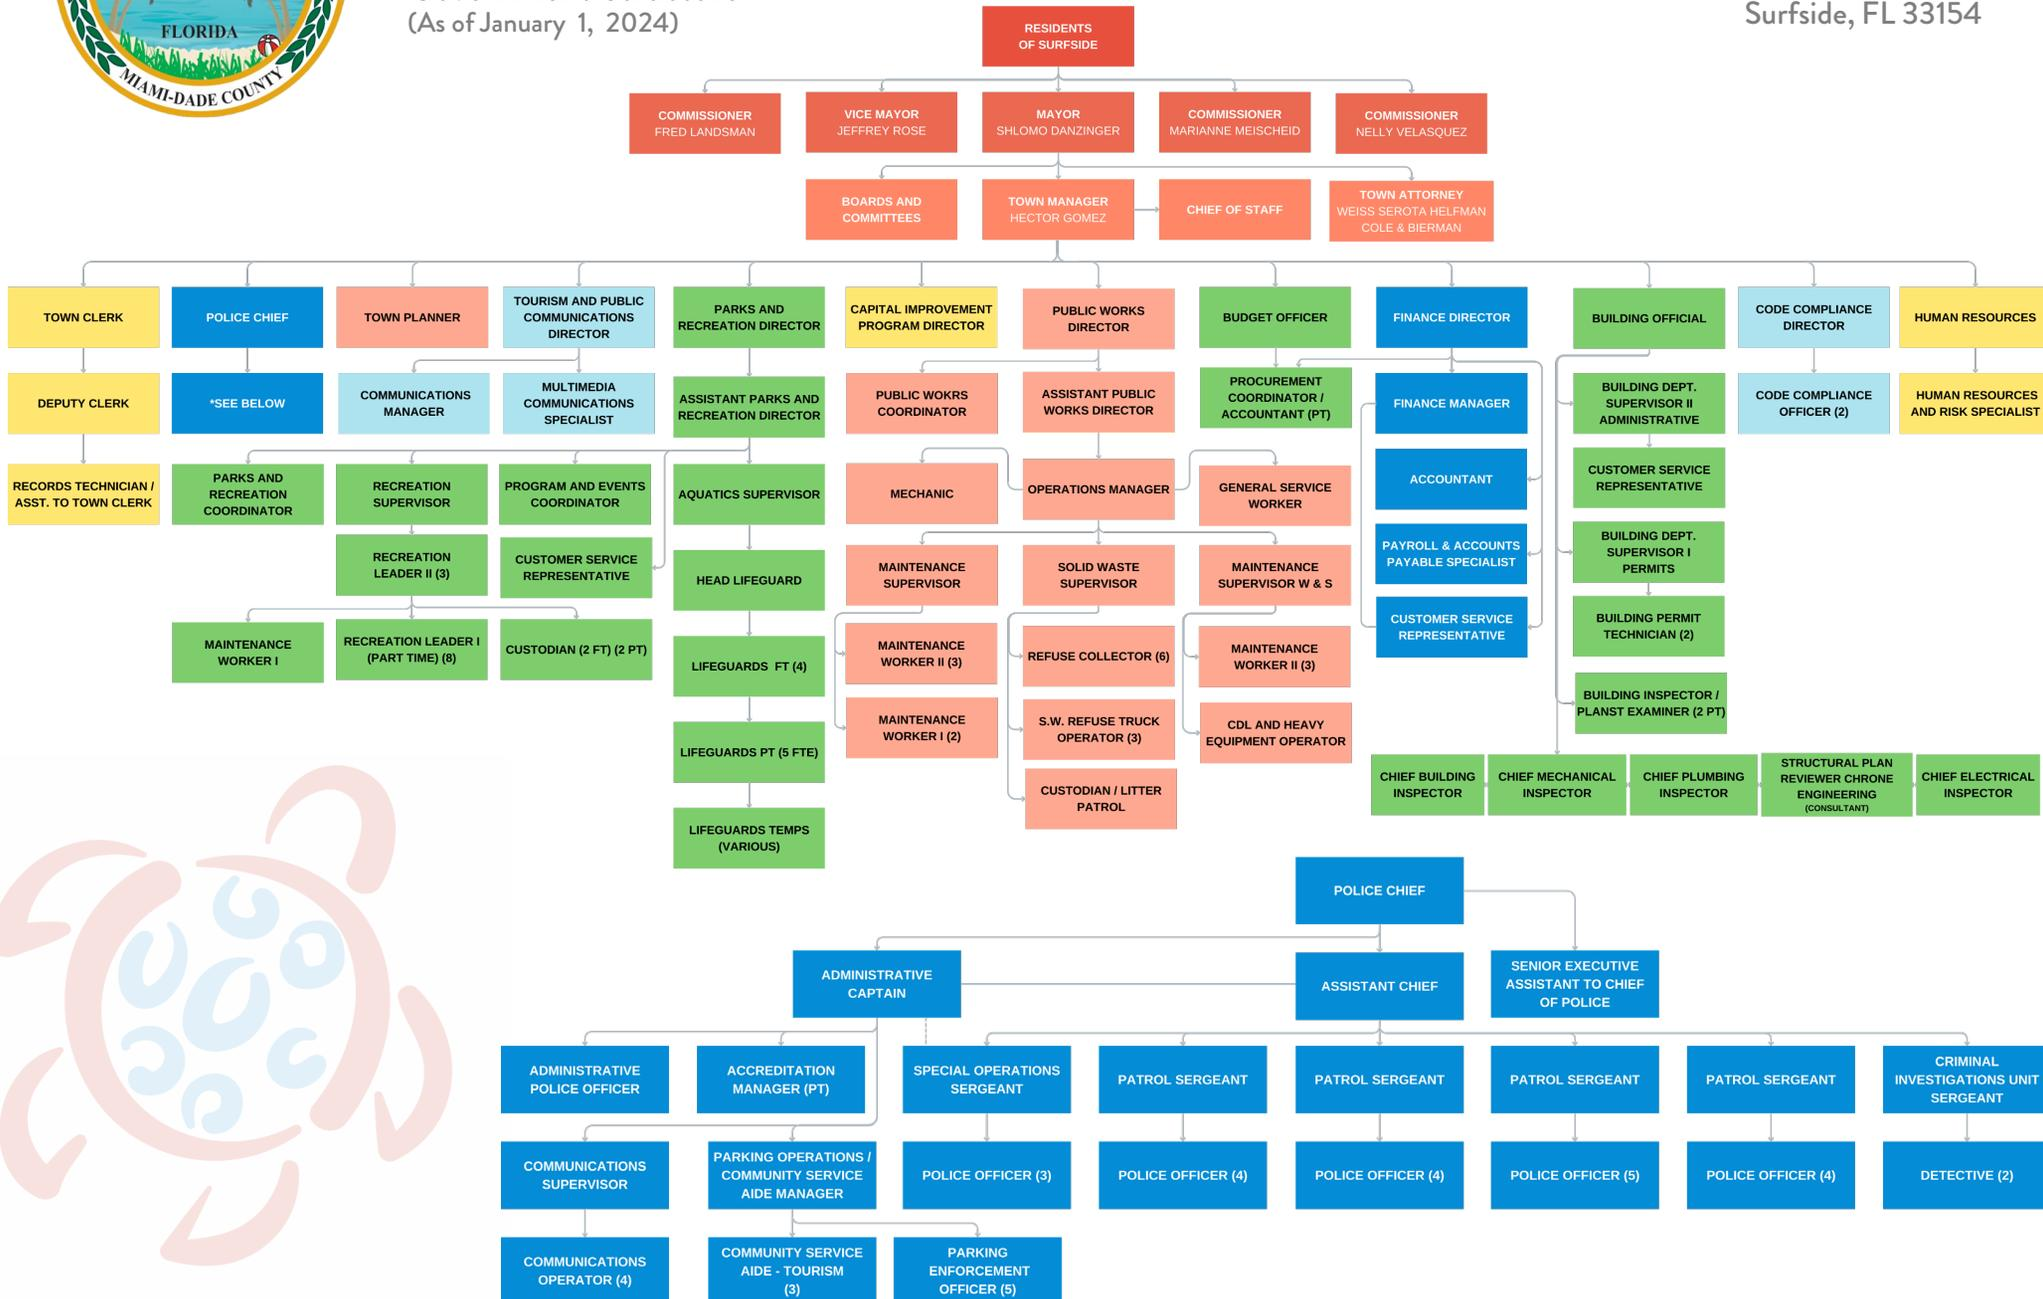 FLORIDA
MIAMI-DADE COUNTY
(As of January 1, 2024)
Surfside, FL 33154
RESIDENTS
OF SURFSIDE
COMMISSIONER
FRED LANDSMAN
VICE MAYOR
JEFFREY ROSE
MAYOR
SHLOMO DANZINGER
COMMISSIONER
MARIANNE MEISCHEID
COMMISSIONER
NELLY VELASQUEZ
BOARDS AND
COMMITTEES
TOWN MANAGER
HECTOR GOMEZ
CHIEF OF STAFF
TOWN ATTORNEY
WEISS SEROTA HELFMAN
COLE & BIERMAN
TOWN CLERK
POLICE CHIEF
TOWN PLANNER
TOURISM AND PUBLIC
COMMUNICATIONS
DIRECTOR
PARKS AND
RECREATION DIRECTOR
CAPITAL IMPROVEMENT
PROGRAM DIRECTOR
PUBLIC WORKS
DIRECTOR
BUDGET OFFICER
FINANCE DIRECTOR
BUILDING OFFICIAL
CODE COMPLIANCE
DIRECTOR
HUMAN RESOURCES
DEPUTY CLERK
*SEE BELOW
COMMUNICATIONS
MANAGER
MULTIMEDIA
COMMUNICATIONS
SPECIALIST
ASSISTANT PARKS AND
RECREATION DIRECTOR
PUBLIC WOKRS
COORDINATOR
ASSISTANT PUBLIC
WORKS DIRECTOR
PROCUREMENT
COORDINATOR /
ACCOUNTANT (PT)
FINANCE MANAGER
BUILDING DEPT.
SUPERVISOR II
ADMINISTRATIVE
CODE COMPLIANCE
OFFICER (2)
HUMAN RESOURCES
AND RISK SPECIALIST
RECORDS TECHNICIAN /
ASST. TO TOWN CLERK
PARKS AND
RECREATION
COORDINATOR
RECREATION
SUPERVISOR
PROGRAM AND EVENTS
COORDINATOR
AQUATICS SUPERVISOR
MECHANIC
OPERATIONS MANAGER
GENERAL SERVICE
WORKER
ACCOUNTANT
CUSTOMER SERVICE
REPRESENTATIVE
RECREATION
LEADER II (3)
CUSTOMER SERVICE
REPRESENTATIVE
HEAD LIFEGUARD
MAINTENANCE
SUPERVISOR
SOLID WASTE
SUPERVISOR
MAINTENANCE
SUPERVISOR W & S
PAYROLL & ACCOUNTS
PAYABLE SPECIALIST
BUILDING DEPT.
SUPERVISOR I
PERMITS
MAINTENANCE
WORKER I
RECREATION LEADER I
(PART TIME) (8)
CUSTODIAN (2 FT) (2 PT)
LIFEGUARDS FT (4)
MAINTENANCE
WORKER II (3)
REFUSE COLLECTOR (6)
MAINTENANCE
WORKER II (3)
CUSTOMER SERVICE
REPRESENTATIVE
BUILDING PERMIT
TECHNICIAN (2)
LIFEGUARDS PT (5 FTE)
MAINTENANCE
WORKER I (2)
S.W. REFUSE TRUCK
OPERATOR (3)
CDL AND HEAVY
EQUIPMENT OPERATOR
BUILDING INSPECTOR /
PLANST EXAMINER (2 PT)
LIFEGUARDS TEMPS
(VARIOUS)
CUSTODIAN / LITTER
PATROL
CHIEF BUILDING
INSPECTOR
CHIEF MECHANICAL
INSPECTOR
CHIEF PLUMBING
INSPECTOR
STRUCTURAL PLAN
REVIEWER CHRONE
ENGINEERING
(CONSULTANT)
CHIEF ELECTRICAL
INSPECTOR
POLICE CHIEF
ADMINISTRATIVE
CAPTAIN
ASSISTANT CHIEF
SENIOR EXECUTIVE
ASSISTANT TO CHIEF
OF POLICE
ADMINISTRATIVE
POLICE OFFICER
ACCREDITATION
MANAGER (PT)
SPECIAL OPERATIONS
SERGEANT
PATROL SERGEANT
PATROL SERGEANT
PATROL SERGEANT
PATROL SERGEANT
CRIMINAL
INVESTIGATIONS UNIT
SERGEANT
COMMUNICATIONS
SUPERVISOR
PARKING OPERATIONS /
COMMUNITY SERVICE
AIDE MANAGER
POLICE OFFICER (3)
POLICE OFFICER (4)
POLICE OFFICER (4)
POLICE OFFICER (5)
POLICE OFFICER (4)
DETECTIVE (2)
COMMUNICATIONS
OPERATOR (4)
COMMUNITY SERVICE
AIDE - TOURISM
(3)
PARKING
ENFORCEMENT
OFFICER (5)